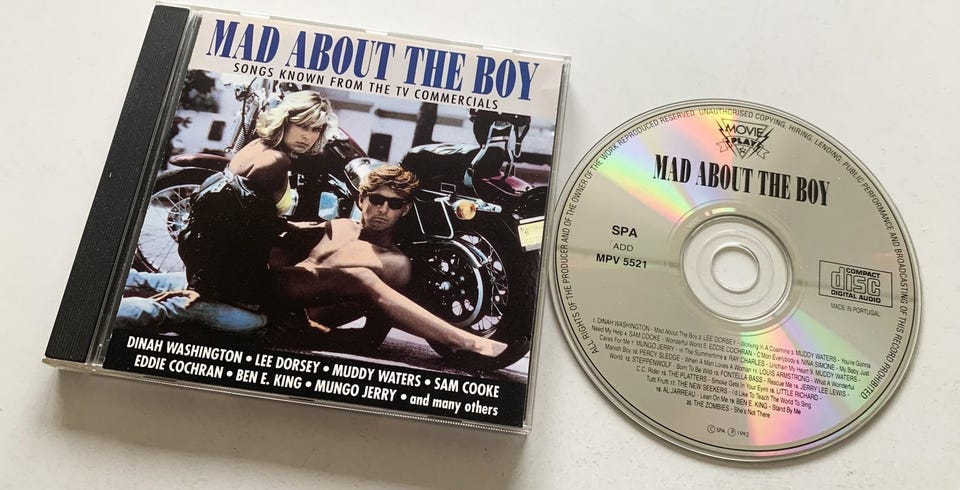 MAD ABOUT THE BOY
SONGS KNOWN FROM THE TV COMMERCIALS
DINAH WASHINGTON • LEE DORSEY • MUDDY WATERS • SAM COOKE
EDDIE COCHRAN • BEN E. KING • MUNGO JERRY • and many others
ALL RIGHTS OF THE PRODUCER AND OF THE OWNER OF THE WORK REPRODUCED RESERVED. UNAUTHORISED COPYING, HIRING, LENDING, PUBLIC PERFORMANCE AND BROADCASTING OF THIS RECORD PROHIBITED
MOVIE
PLAY
MAD ABOUT THE BOY
SPA
ADD
MPV 5521
COMPACT
disc
DIGITAL AUDIO
MADE IN PORTUGAL
1. DINAH WASHINGTON - Mad About The Boy 2. LEE DORSEY - Working in A Coalmine 3. MUDDY WATERS - You're Gonna
Need My Help 4. SAM COOKE - Wonderful World 5. EDDIE COCHRAN - C'Mon Everybody 6. NINA SIMONE - My Baby Just
Cares For Me 7. MUNGO JERRY - In The Summertime 8. RAY CHARLES - Unchain My Heart 9. MUDDY WATERS -
Manish Boy 10. PERCY SLEDGE - When A Man Loves A Woman 11. LOUIS ARMSTRONG - What A Wonderful
World 12. STEPPENWOLF - Born To Be Wild 13. FONTELLA BASS - Rescue Me 14. JERRY LEE LEWIS -
C.C. Rider 15. THE PLATTERS - Smoke Gets in Your Eyes 16. LITTLE RICHARD -
Tutti Frutti 17. THE NEW SEEKERS - I'd Like To Teach The World To Sing
18. AL JARREAU - Lean On Me 19. BEN E. KING - Stand By Me
20. THE ZOMBIES - She's Not There
© SPA ℗ 1992